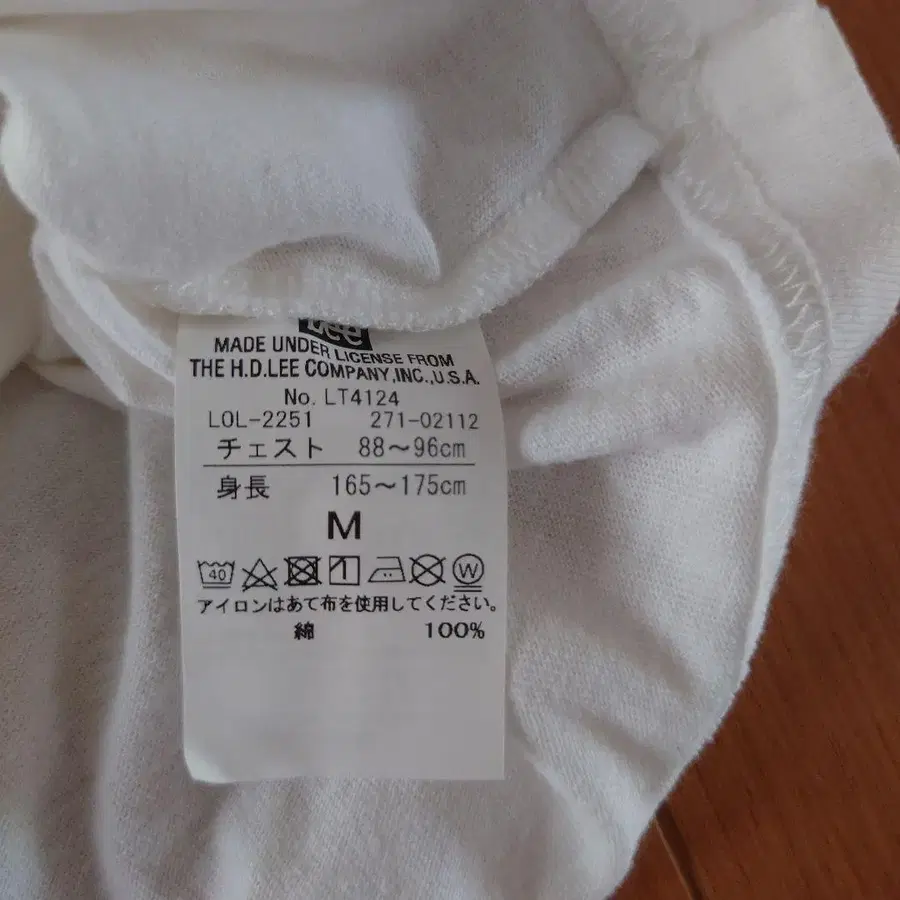 Lee
MADE UNDER LICENSE FROM
THE H.D.LEE COMPANY,INC.,U.S.A.
No. LT4124
LOL-2251 271-02112
チェスト 88〜96cm
身長 165〜175cm
M
40 W
アイロンはあて布を使用してください。
綿 100%